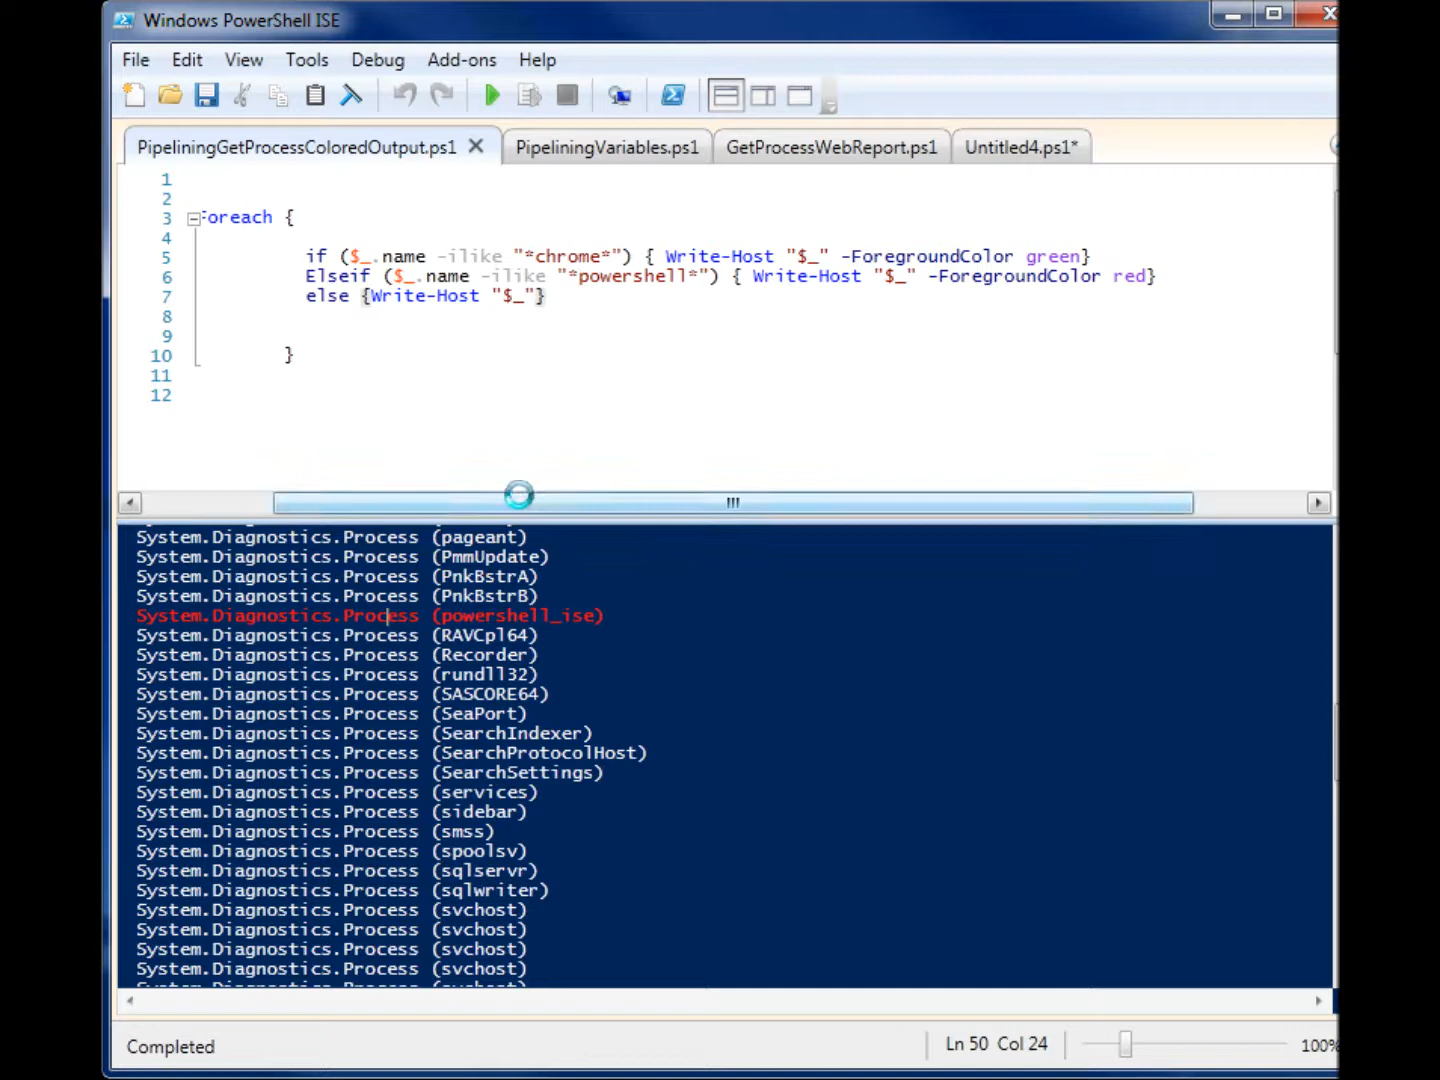 Windows PowerShell ISE
File Edit View Tools Debug Add-ons Help
PipeliningGetProcessColoredOutput.ps1 PipeliningVariables.ps1 GetProcessWebReport.ps1 Untitled4.ps1*
1
2
3 Foreach {
4
5 if ($_.name -ilike "*chrome*") { Write-Host "$_" -ForegroundColor green}
6 Elseif ($_.name -ilike "*powershell*") { Write-Host "$_" -ForegroundColor red}
7 else {Write-Host "$_"}
8
9
10 }
11
12
System.Diagnostics.Process (pageant)
System.Diagnostics.Process (PmmUpdate)
System.Diagnostics.Process (PnkBstrA)
System.Diagnostics.Process (PnkBstrB)
System.Diagnostics.Process (powershell_ise)
System.Diagnostics.Process (RAVCpl64)
System.Diagnostics.Process (Recorder)
System.Diagnostics.Process (rundll32)
System.Diagnostics.Process (SASCORE64)
System.Diagnostics.Process (SeaPort)
System.Diagnostics.Process (SearchIndexer)
System.Diagnostics.Process (SearchProtocolHost)
System.Diagnostics.Process (SearchSettings)
System.Diagnostics.Process (services)
System.Diagnostics.Process (sidebar)
System.Diagnostics.Process (smss)
System.Diagnostics.Process (spoolsv)
System.Diagnostics.Process (sqlservr)
System.Diagnostics.Process (sqlwriter)
System.Diagnostics.Process (svchost)
System.Diagnostics.Process (svchost)
System.Diagnostics.Process (svchost)
System.Diagnostics.Process (svchost)
Completed Ln 50 Col 24 100%